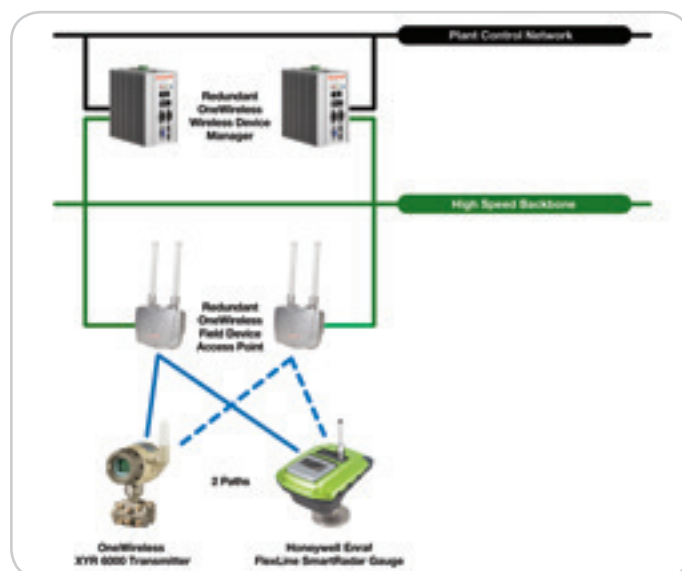 Plant Control Network
Redundant
OneWireless
Wireless Device
Manager
High Speed Backbone
Redundant
OneWireless
Field Device
Access Point
2 Paths
OneWireless
XYR 6000 Transmitter
Honeywell Enraf
FlexLine SmartRadar Gauge